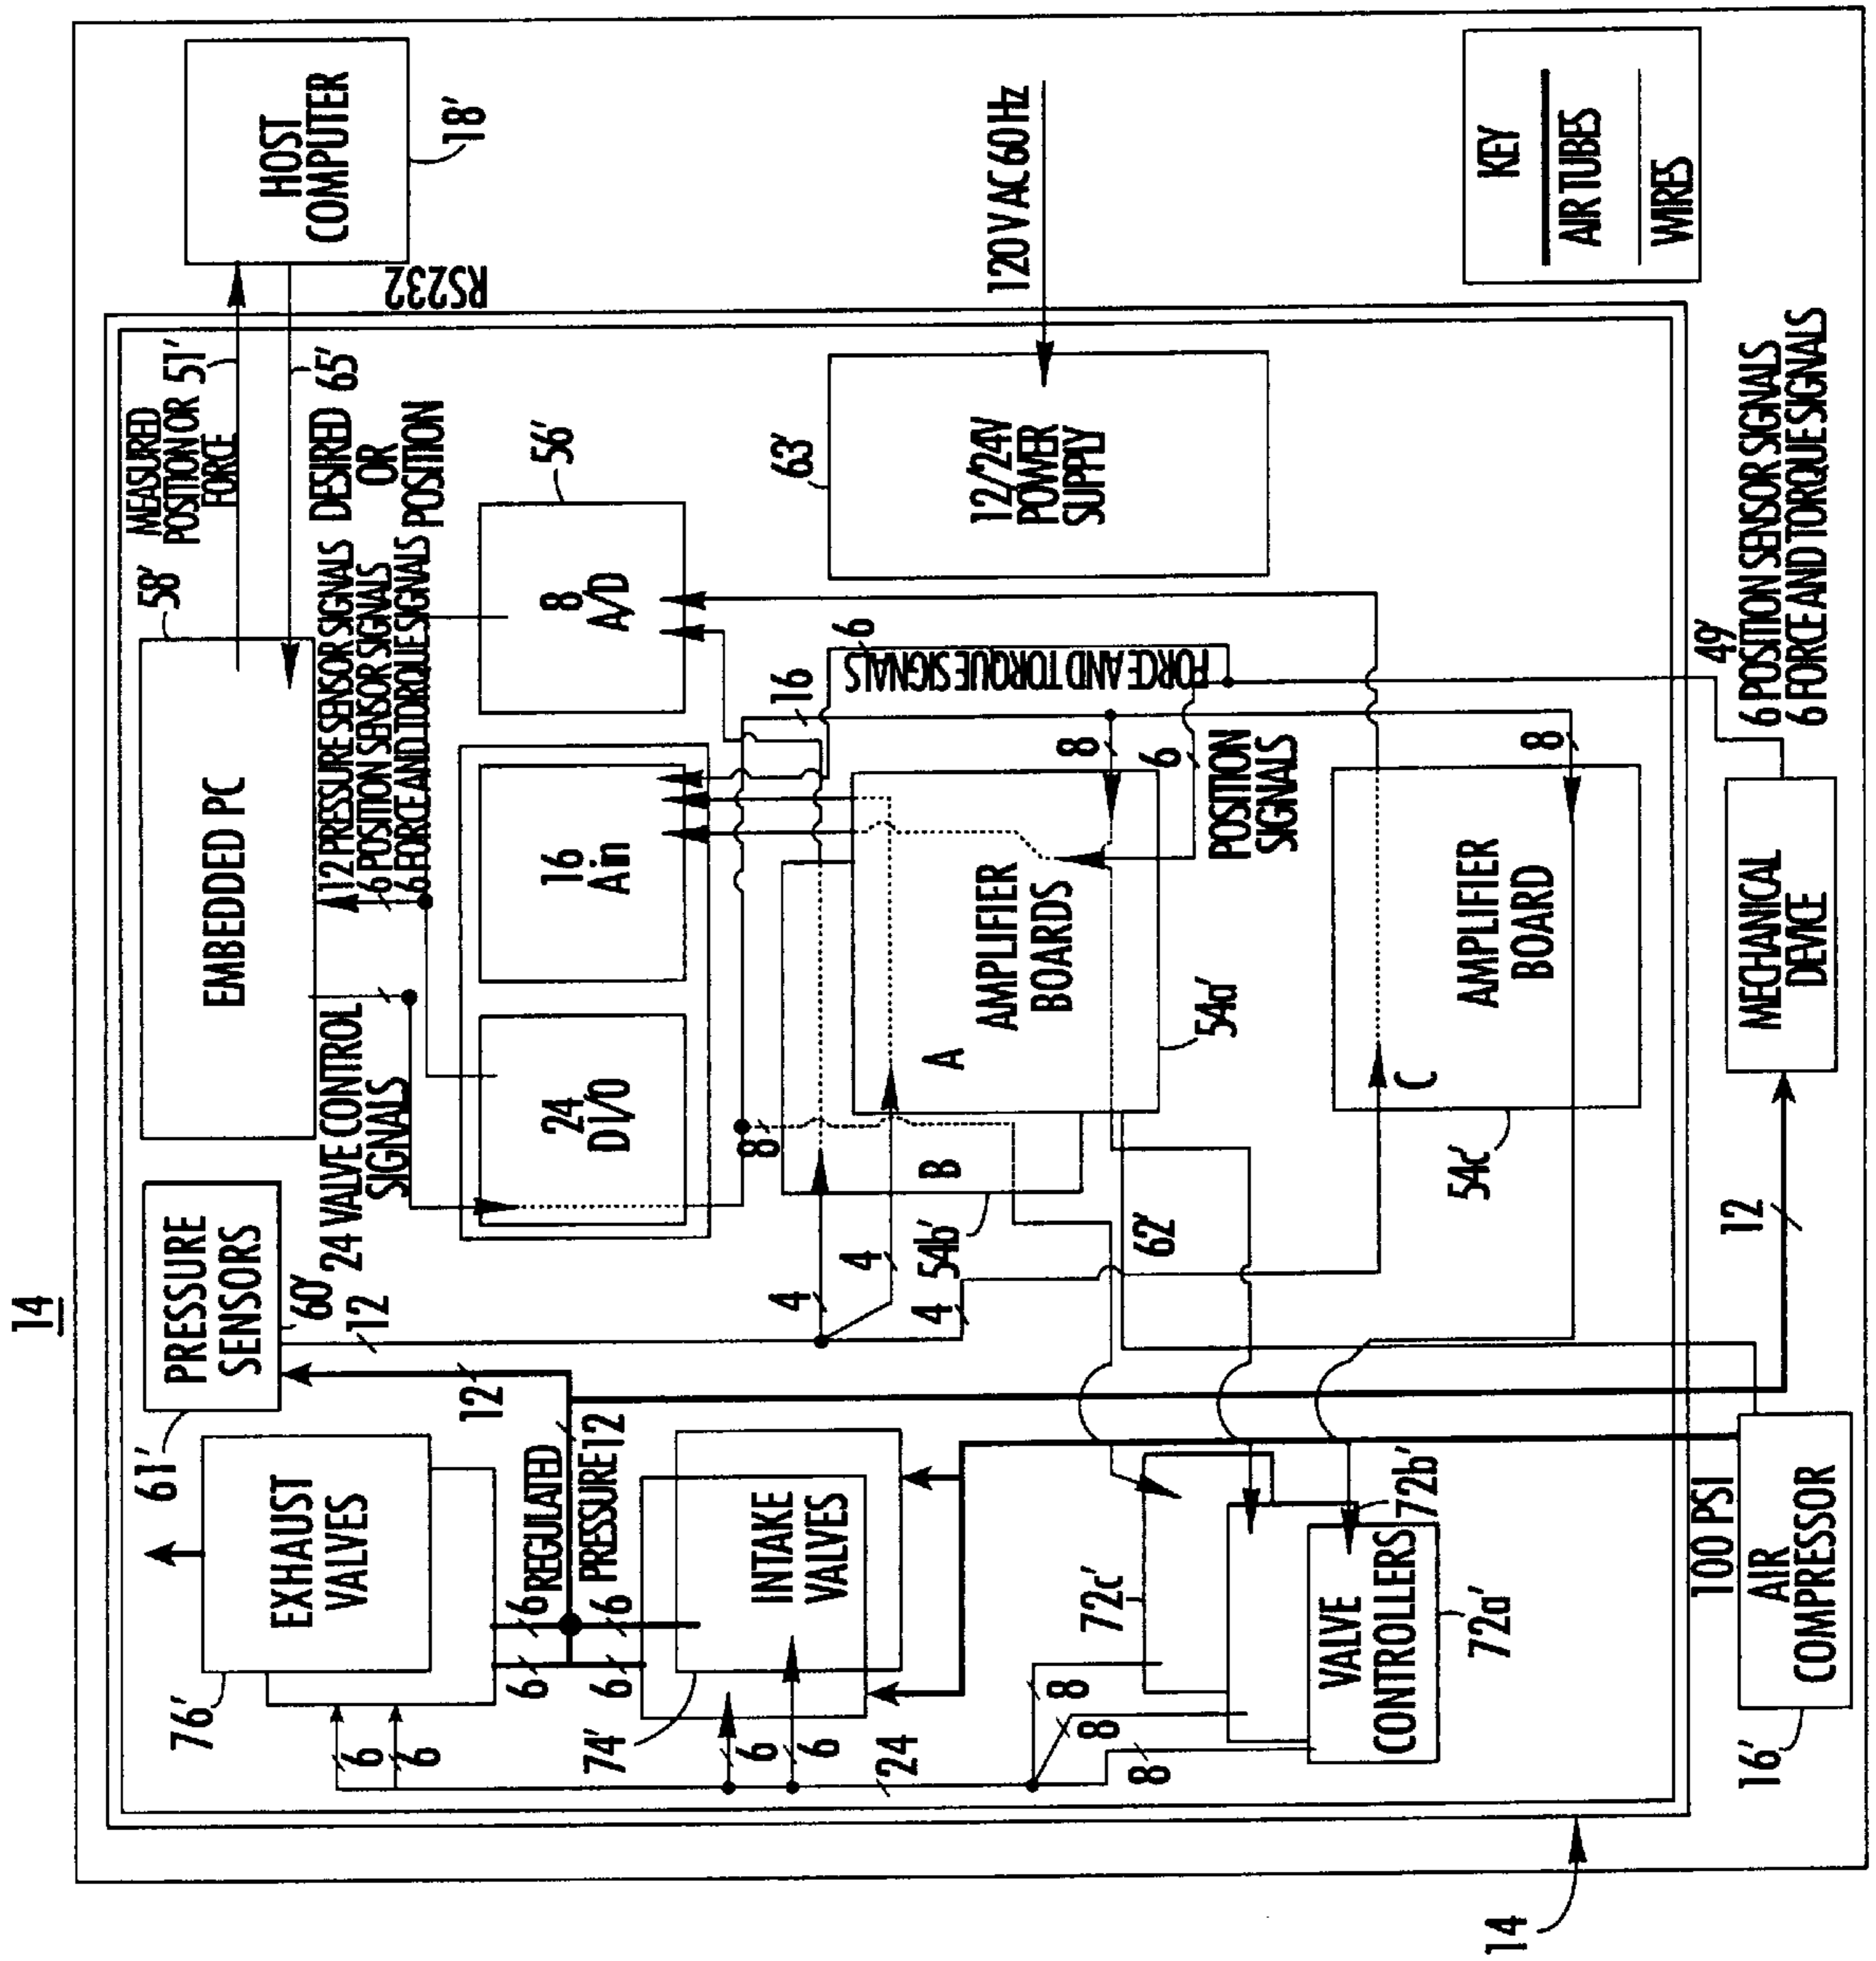 14
HOST
COMPUTER
18'
RS232
MEASURED
POSITION OR
FORCE
51'
65'
DESIRED
OR
POSITION
58'
EMBEDDED PC
12 PRESSURE SENSOR SIGNALS
6 POSITION SENSOR SIGNALS
6 FORCE AND TORQUE SIGNALS
24 VALVE CONTROL
SIGNALS
PRESSURE
SENSORS
60'
61'
12
12
EXHAUST
VALVES
76'
6
6
6
6
REGULATED
PRESSURE 12
6
6
INTAKE
VALVES
74'
6
6
24
8
A/D
56'
16
Ain
24
DI/O
12/24V
POWER
SUPPLY
63'
120 VAC 60 Hz
KEY
AIR TUBES
WIRES
6
FORCE AND TORQUE SIGNALS
16
8
6
POSITION
SIGNALS
8
AMPLIFIER
BOARDS
A
54a'
8
B
54b'
62'
4
4
4
AMPLIFIER
BOARD
C
54c'
8
8
8
72c'
VALVE
CONTROLLERS
72b'
72a'
49'
6 POSITION SENSOR SIGNALS
6 FORCE AND TORQUE SIGNALS
MECHANICAL
DEVICE
12
100 PSI
AIR
COMPRESSOR
16'
14